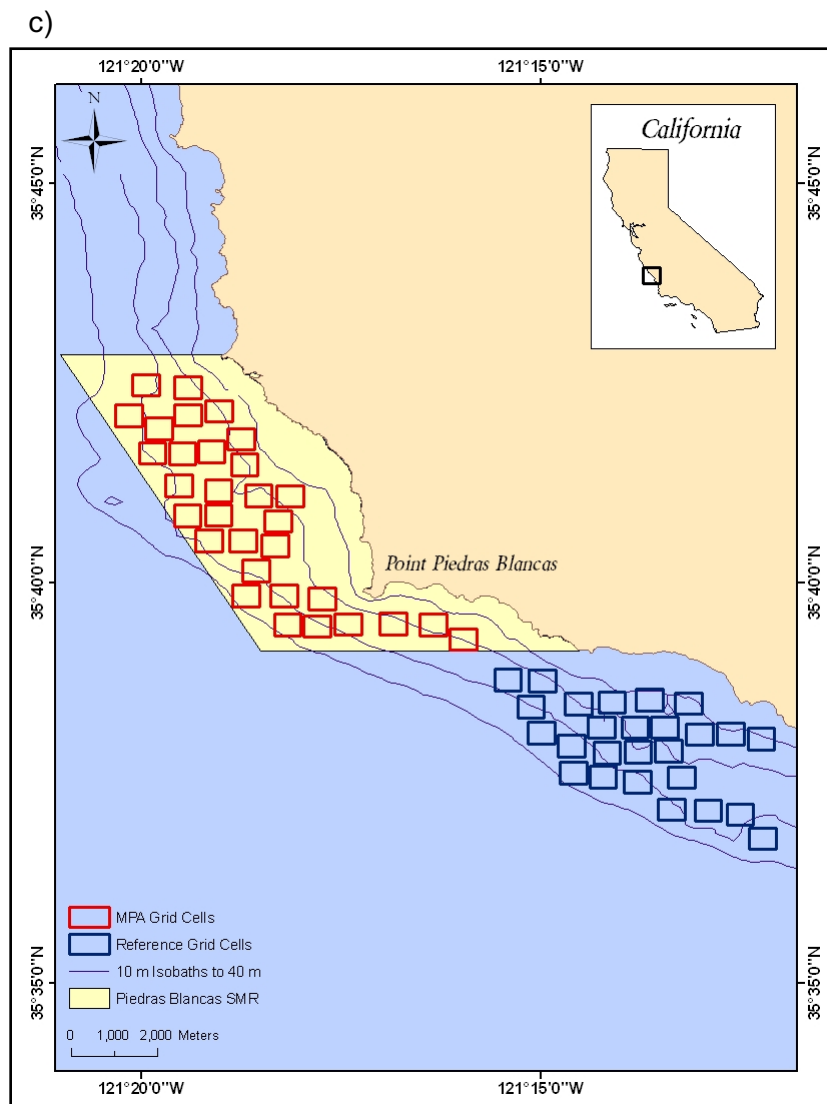 c)
121°20'0"W
121°15'0"W
N
California
35°45'0"N
35°45'0"N
Point Piedras Blancas
35°40'0"N
35°40'0"N
MPA Grid Cells
Reference Grid Cells
10 m Isobaths to 40 m
Piedras Blancas SMR
35°35'0"N
35°35'0"N
0 1,000 2,000 Meters
121°20'0"W
121°15'0"W